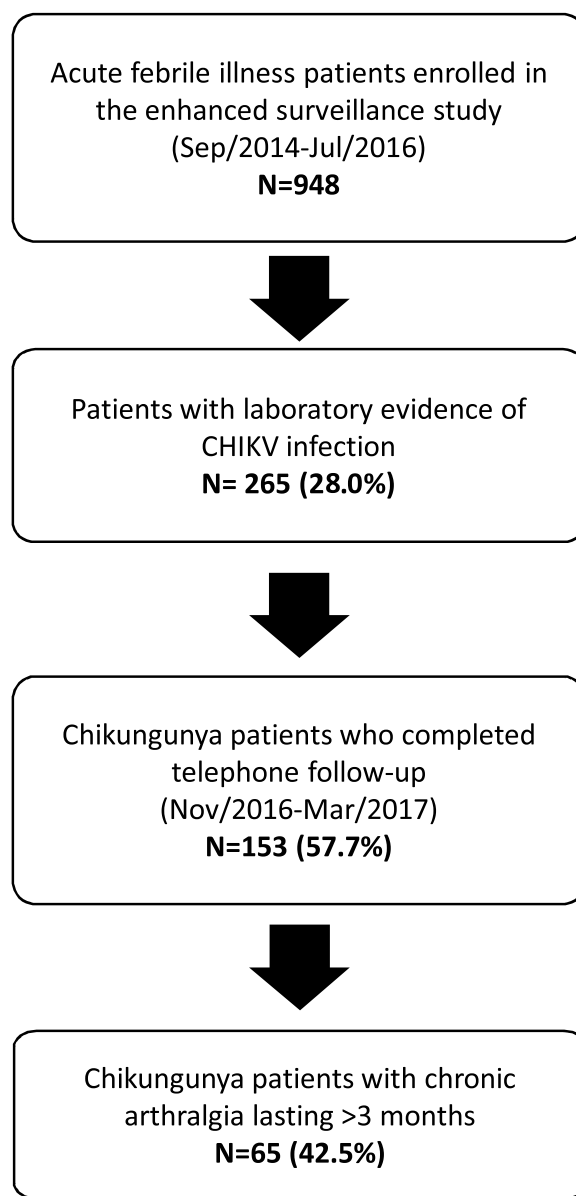 Acute febrile illness patients enrolled in
the enhanced surveillance study
(Sep/2014-Jul/2016)
N=948
Patients with laboratory evidence of
CHIKV infection
N= 265 (28.0%)
Chikungunya patients who completed
telephone follow-up
(Nov/2016-Mar/2017)
N=153 (57.7%)
Chikungunya patients with chronic
arthralgia lasting >3 months
N=65 (42.5%)